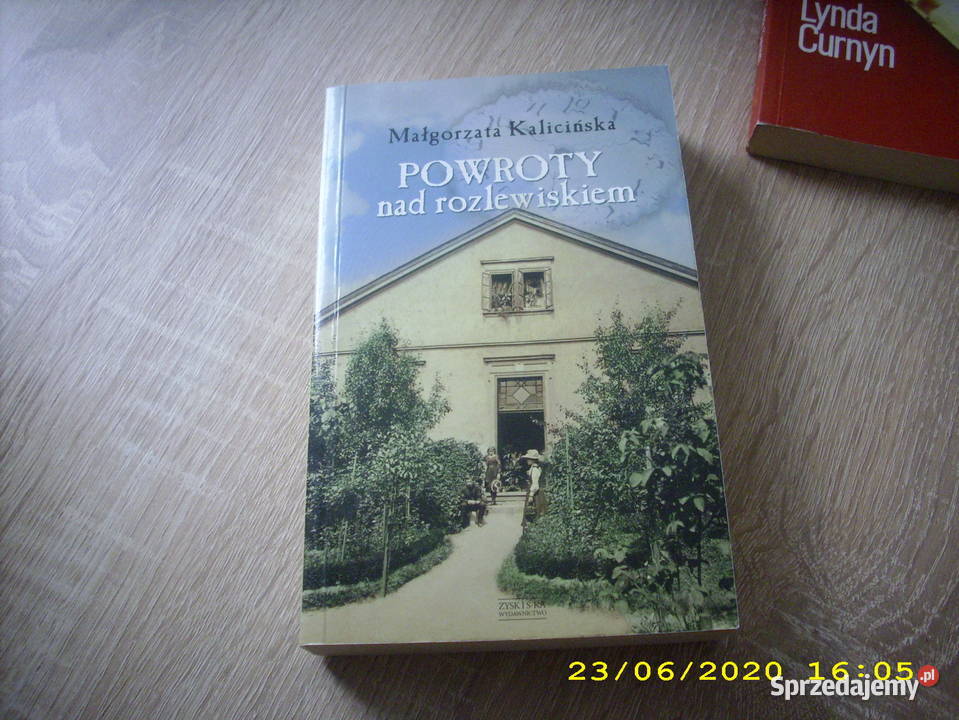 Lynda
Curnyn
Małgorzata Kalicińska
POWROTY
nad rozlewiskiem
ZYSK I S-KA
WYDAWNICTWO
23/06/2020 16:05
Sprzedajemy.pl